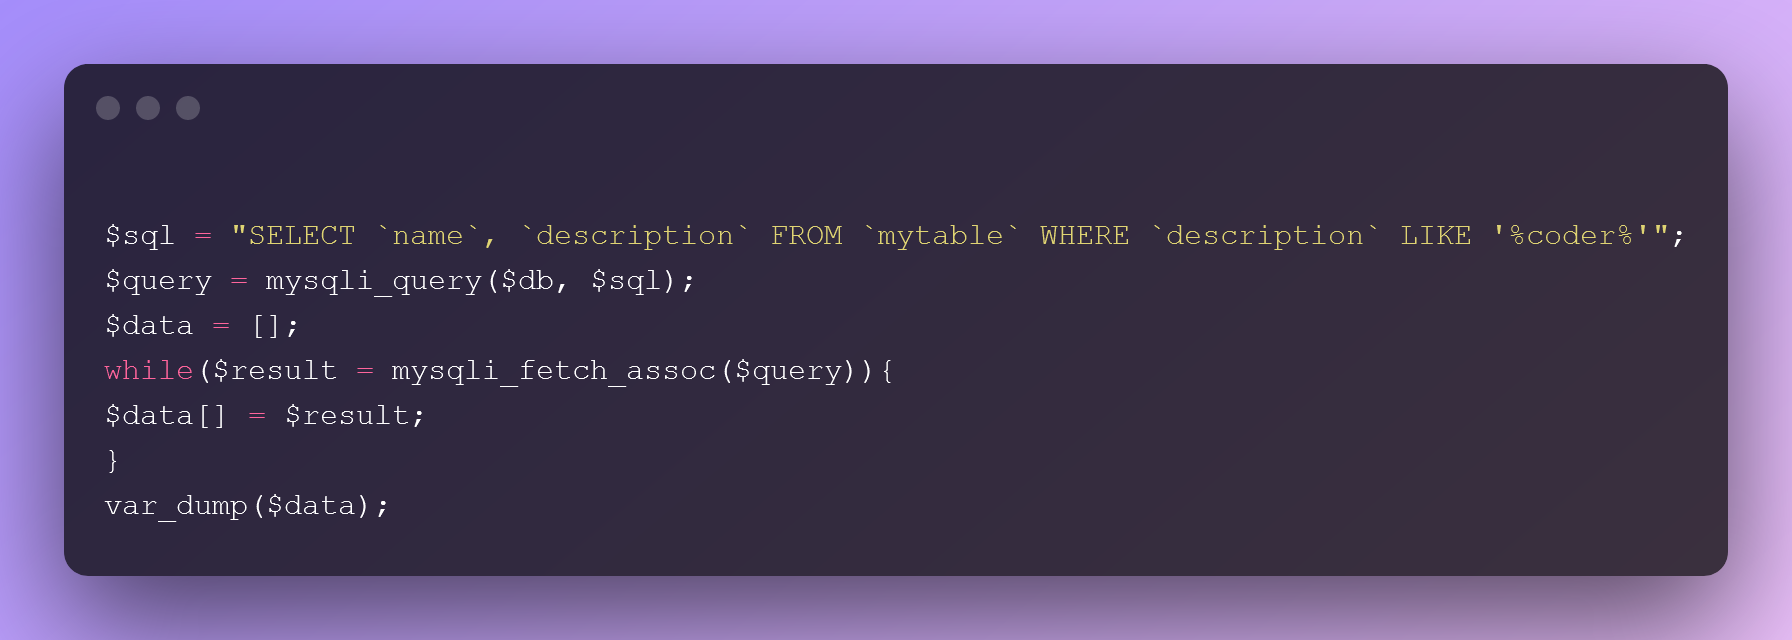 $sql = "SELECT `name`, `description` FROM `mytable` WHERE `description` LIKE '%coder%'";
$query = mysqli_query($db, $sql);
$data = [];
while($result = mysqli_fetch_assoc($query)){
$data[] = $result;
}
var_dump($data);